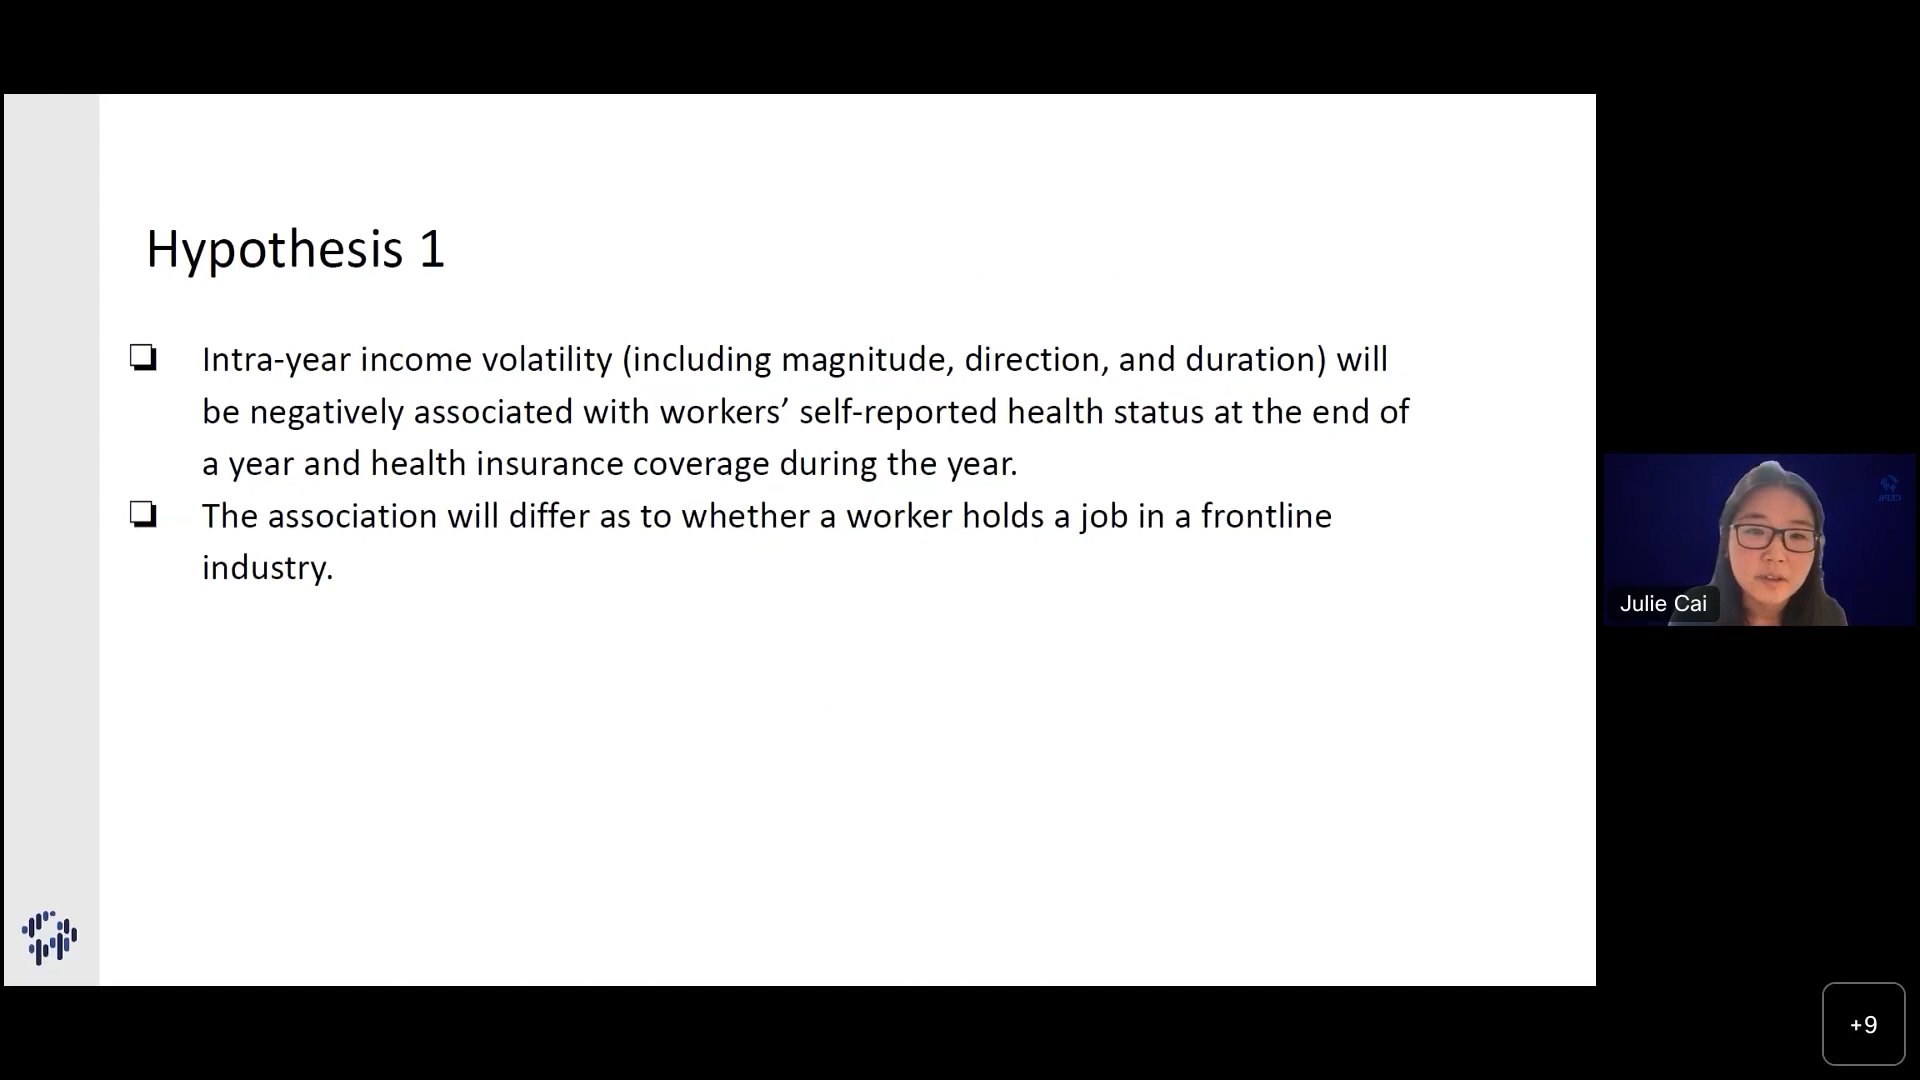 Hypothesis 1
❏ Intra-year income volatility (including magnitude, direction, and duration) will
be negatively associated with workers’ self-reported health status at the end of
a year and health insurance coverage during the year.
❏ The association will differ as to whether a worker holds a job in a frontline
industry.
Julie Cai
+9